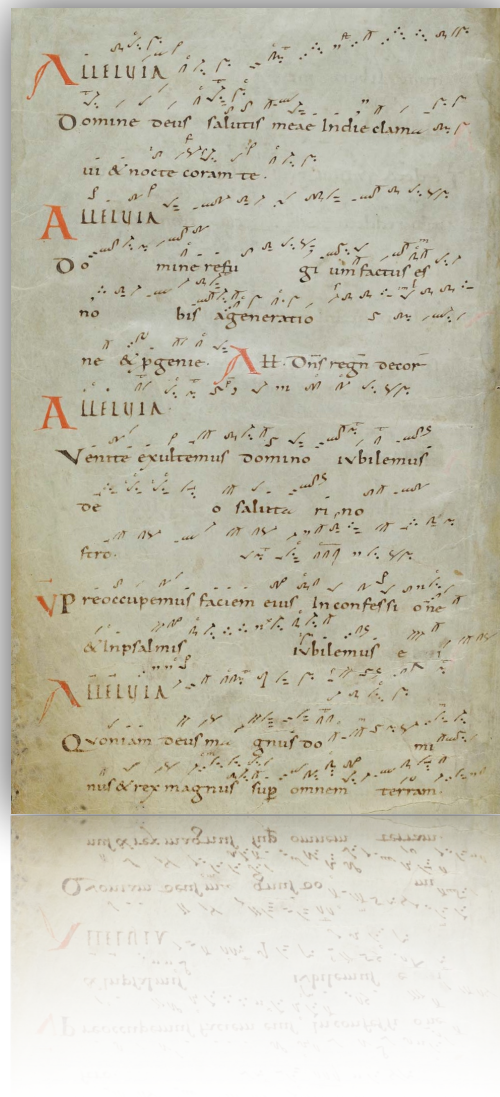 ALLELUIA
Domine deus salutis meae In die clama
ui & nocte coram te.
ALLELUIA
Do mine refu gi um factus es
no bis a generatio
ne & pgenie. All. Dns regn decor
ALLELUIA
Venite exultemus domino iubilemus
de o saluta ri no
stro.
VP reoccupemus faciem eius In confessi one
& In psalmis iubilemus e i
ALLELUIA
Quoniam deus ma gnus do mi
nus & rex magnus sup omnem terram.